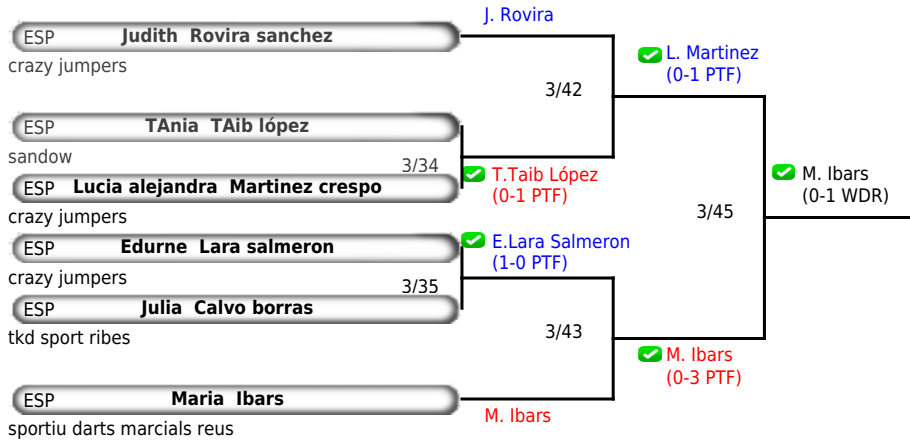 J. Rovira
ESP Judith Rovira sanchez
crazy jumpers
L. Martinez
(0-1 PTF)
3/42
ESP TAnia TAib lópez
sandow
3/34
T.Taib López
(0-1 PTF)
M. Ibars
(0-1 WDR)
ESP Lucia alejandra Martinez crespo
crazy jumpers
3/45
ESP Edurne Lara salmeron
E.Lara Salmeron
(1-0 PTF)
crazy jumpers
3/35
ESP Julia Calvo borras
tkd sport ribes
3/43
M. Ibars
(0-3 PTF)
ESP Maria Ibars
M. Ibars
sportiu darts marcials reus